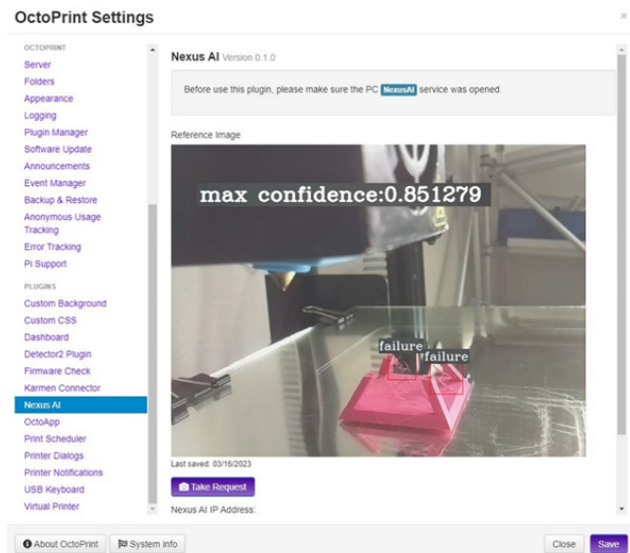 OctoPrint Settings
×
OCTOPRINT
Server
Folders
Appearance
Logging
Plugin Manager
Software Update
Announcements
Event Manager
Backup & Restore
Anonymous Usage
Tracking
Error Tracking
Pi Support
PLUGINS
Custom Background
Custom CSS
Dashboard
Detector2 Plugin
Firmware Check
Karmen Connector
Nexus AI
OctoApp
Print Scheduler
Printer Dialogs
Printer Notifications
USB Keyboard
Virtual Printer
Nexus AI Version 0.1.0
Before use this plugin, please make sure the PC NexusAI service was opened.
Reference Image
max confidence:0.851279
failure
failure
Last saved: 03/16/2023
Take Request
Nexus AI IP Address:
About OctoPrint
System info
Close
Save